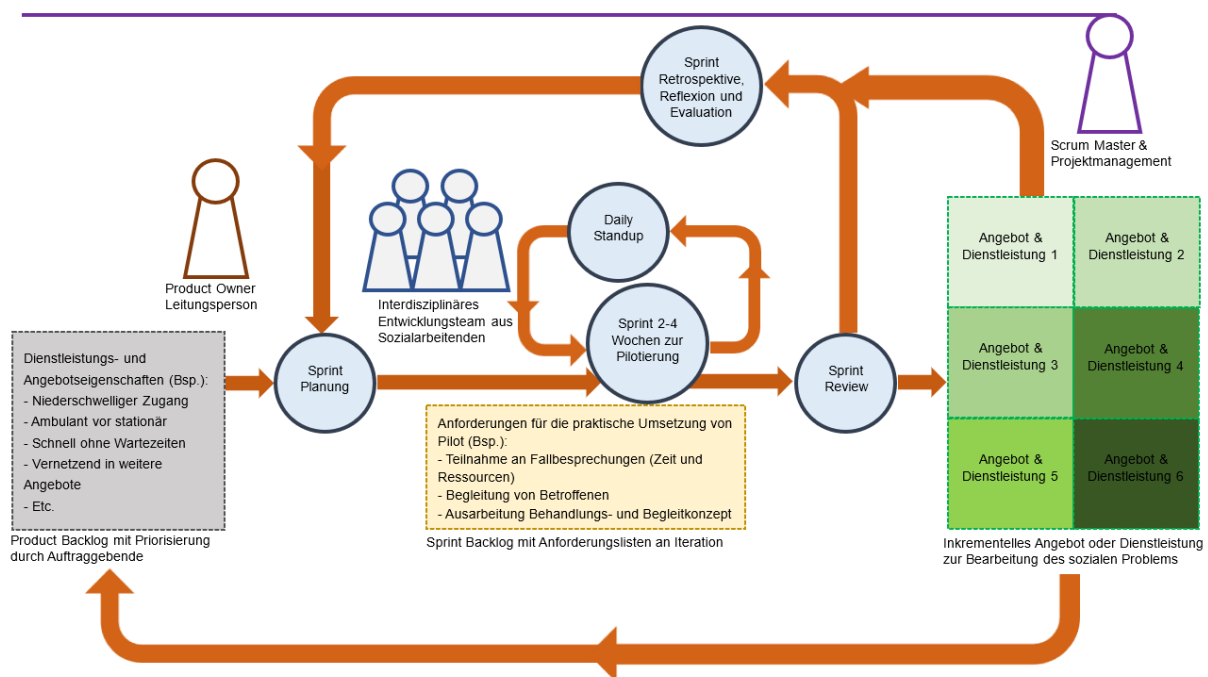 Sprint
Retrospektive,
Reflexion und
Evaluation
Scrum Master &
Projektmanagement
Product Owner
Leitungsperson
Interdisziplinäres
Entwicklungsteam aus
Sozialarbeitenden
Daily
Standup
Sprint 2-4
Wochen zur
Pilotierung
Dienstleistungs- und
Angebotseigenschaften (Bsp.):
- Niederschwelliger Zugang
- Ambulant vor stationär
- Schnell ohne Wartezeiten
- Vernetzend in weitere
Angebote
- Etc.
Product Backlog mit Priorisierung
durch Auftraggebende
Sprint
Planung
Anforderungen für die praktische Umsetzung von
Pilot (Bsp.):
- Teilnahme an Fallbesprechungen (Zeit und
Ressourcen)
- Begleitung von Betroffenen
- Ausarbeitung Behandlungs- und Begleitkonzept
Sprint Backlog mit Anforderungslisten an Iteration
Sprint
Review
Angebot &
Dienstleistung 1
Angebot &
Dienstleistung 2
Angebot &
Dienstleistung 3
Angebot &
Dienstleistung 4
Angebot &
Dienstleistung 5
Angebot &
Dienstleistung 6
Inkrementelles Angebot oder Dienstleistung
zur Bearbeitung des sozialen Problems